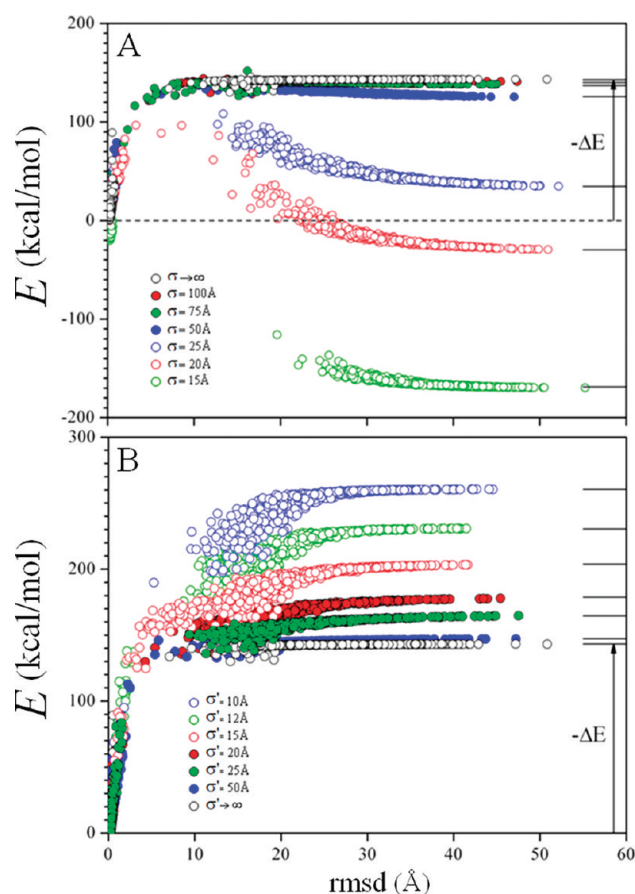 A
E (kcal/mol)
200
100
0
-100
-200
-ΔE
σ→∞
σ= 100Å
σ= 75Å
σ= 50Å
σ= 25Å
σ= 20Å
σ= 15Å
B
E (kcal/mol)
300
200
100
0
-ΔE
σ'= 10Å
σ'= 12Å
σ'= 15Å
σ'= 20Å
σ'= 25Å
σ'= 50Å
σ'→∞
0 10 20 30 40 50 60
rmsd (Å)